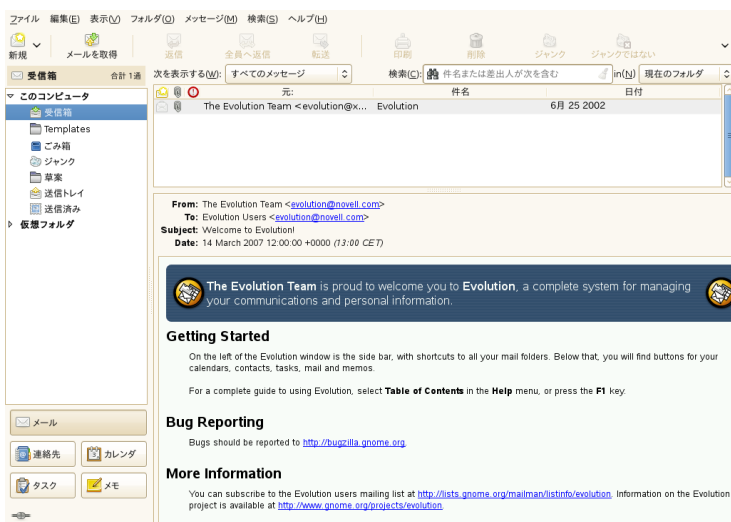 ファイル 編集(E) 表示(V) フォルダ(O) メッセージ(M) 検索(S) ヘルプ(H)
新規 メールを取得 返信 全員へ返信 転送 印刷 削除 ジャンク ジャンクではない
受信箱 合計 1通 次を表示する(W): すべてのメッセージ 検索(C): 件名または差出人が次を含む in(N) 現在のフォルダ
このコンピュータ
受信箱
Templates
ごみ箱
ジャンク
草案
送信トレイ
送信済み
仮想フォルダ
メール
連絡先 カレンダ
タスク メモ
元: 件名 日付
The Evolution Team <evolution@x... Evolution 6月 25 2002
From: The Evolution Team <evolution@novell.com>
To: Evolution Users <evolution@novell.com>
Subject: Welcome to Evolution!
Date: 14 March 2007 12:00:00 +0000 (13:00 CET)
The Evolution Team is proud to welcome you to Evolution, a complete system for managing
your communications and personal information.
Getting Started
On the left of the Evolution window is the side bar, with shortcuts to all your mail folders. Below that, you will find buttons for your
calendars, contacts, tasks, mail and memos.
For a complete guide to using Evolution, select Table of Contents in the Help menu, or press the F1 key.
Bug Reporting
Bugs should be reported to http://bugzilla.gnome.org.
More Information
You can subscribe to the Evolution users mailing list at http://lists.gnome.org/mailman/listinfo/evolution. Information on the Evolution
project is available at http://www.gnome.org/projects/evolution.